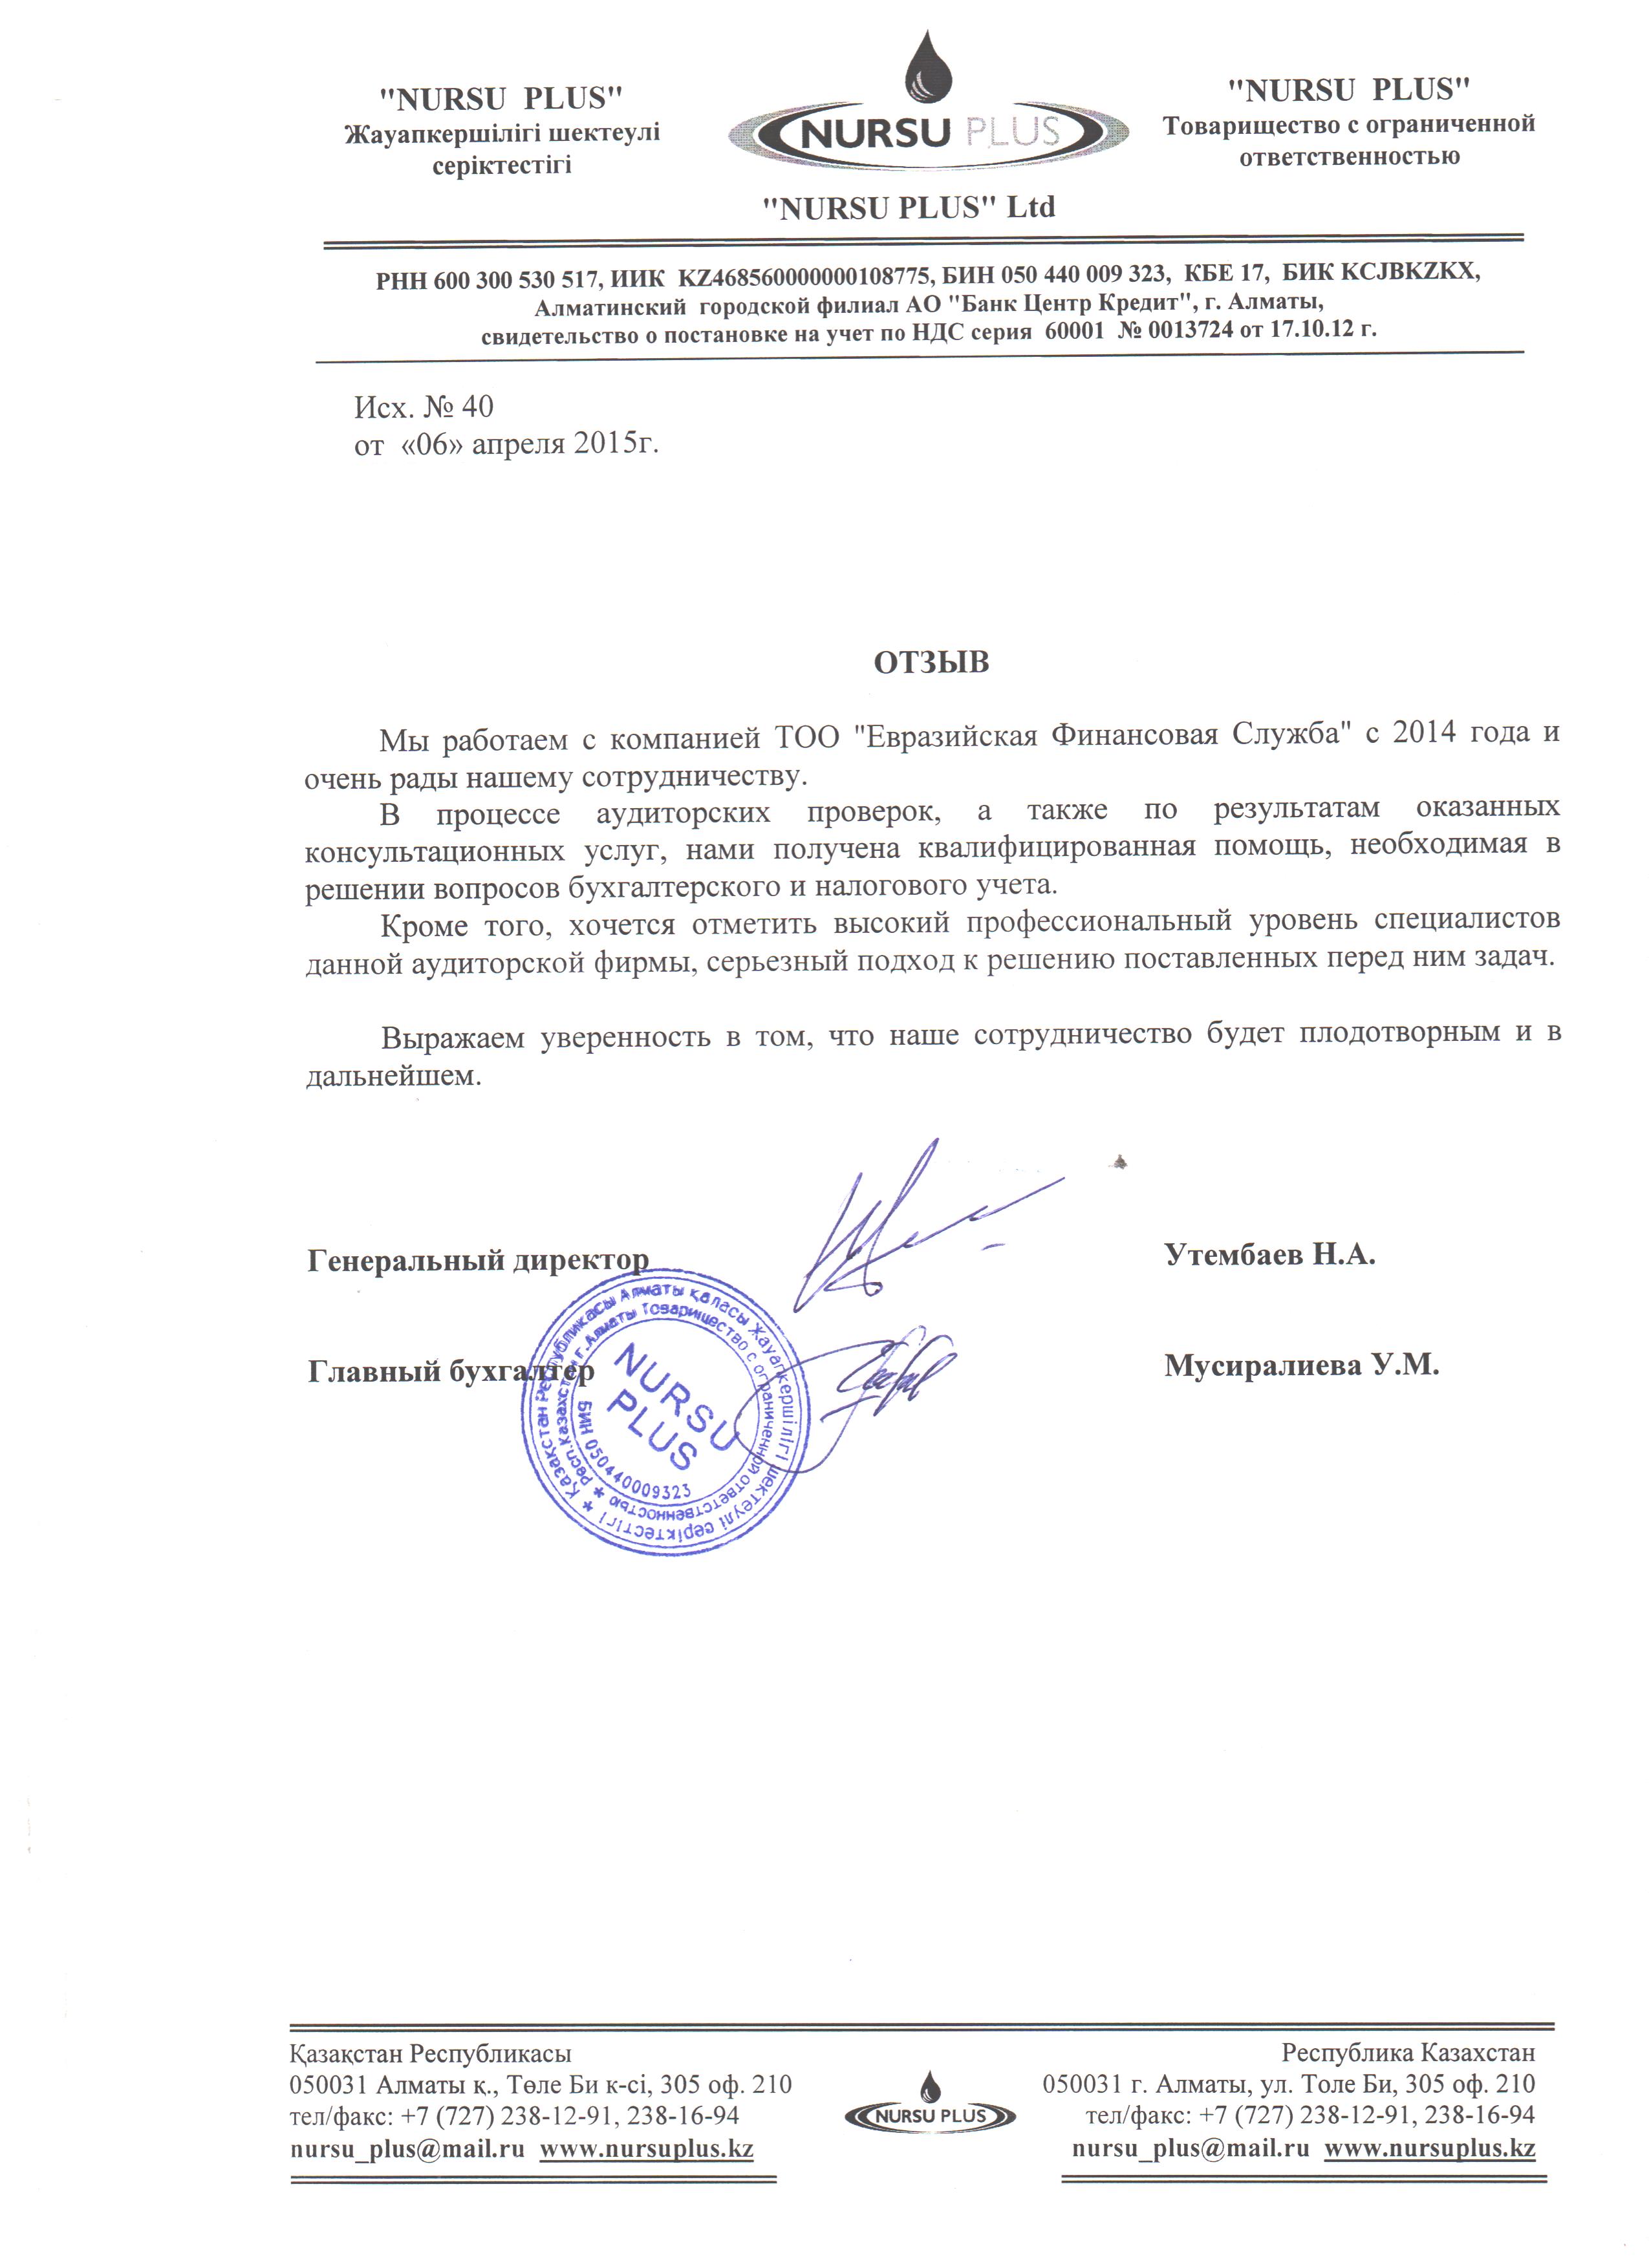 "NURSU PLUS"
Жауапкершілігі шектеулі
серіктестігі
NURSU PLUS
"NURSU PLUS" Ltd
"NURSU PLUS"
Товарищество с ограниченной
ответственностью
РНН 600 300 530 517, ИИК KZ468560000000108775, БИН 050 440 009 323, КБЕ 17, БИК KCJBKZKX,
Алматинский городской филиал АО "Банк Центр Кредит", г. Алматы,
свидетельство о постановке на учет по НДС серия 60001 № 0013724 от 17.10.12 г.
Исх. № 40
от «06» апреля 2015г.
ОТЗЫВ
Мы работаем с компанией ТОО "Евразийская Финансовая Служба" с 2014 года и
очень рады нашему сотрудничеству.
В процессе аудиторских проверок, а также по результатам оказанных
консультационных услуг, нами получена квалифицированная помощь, необходимая в
решении вопросов бухгалтерского и налогового учета.
Кроме того, хочется отметить высокий профессиональный уровень специалистов
данной аудиторской фирмы, серьезный подход к решению поставленных перед ним задач.
Выражаем уверенность в том, что наше сотрудничество будет плодотворным и в
дальнейшем.
Генеральный директор Утембаев Н.А.
Главный бухгалтер Мусиралиева У.М.
Қазақстан Республикасы Алматы қаласы Жауапкершілігі шектеулі серіктестігі
Респ.Казахстан г.Алматы Товарищество с ограниченной ответственностью
NURSU
PLUS
БИН 050440009323
Қазақстан Республикасы
050031 Алматы қ., Төле Би к-сі, 305 оф. 210
тел/факс: +7 (727) 238-12-91, 238-16-94
nursu_plus@mail.ru www.nursuplus.kz
NURSU PLUS
Республика Казахстан
050031 г. Алматы, ул. Толе Би, 305 оф. 210
тел/факс: +7 (727) 238-12-91, 238-16-94
nursu_plus@mail.ru www.nursuplus.kz